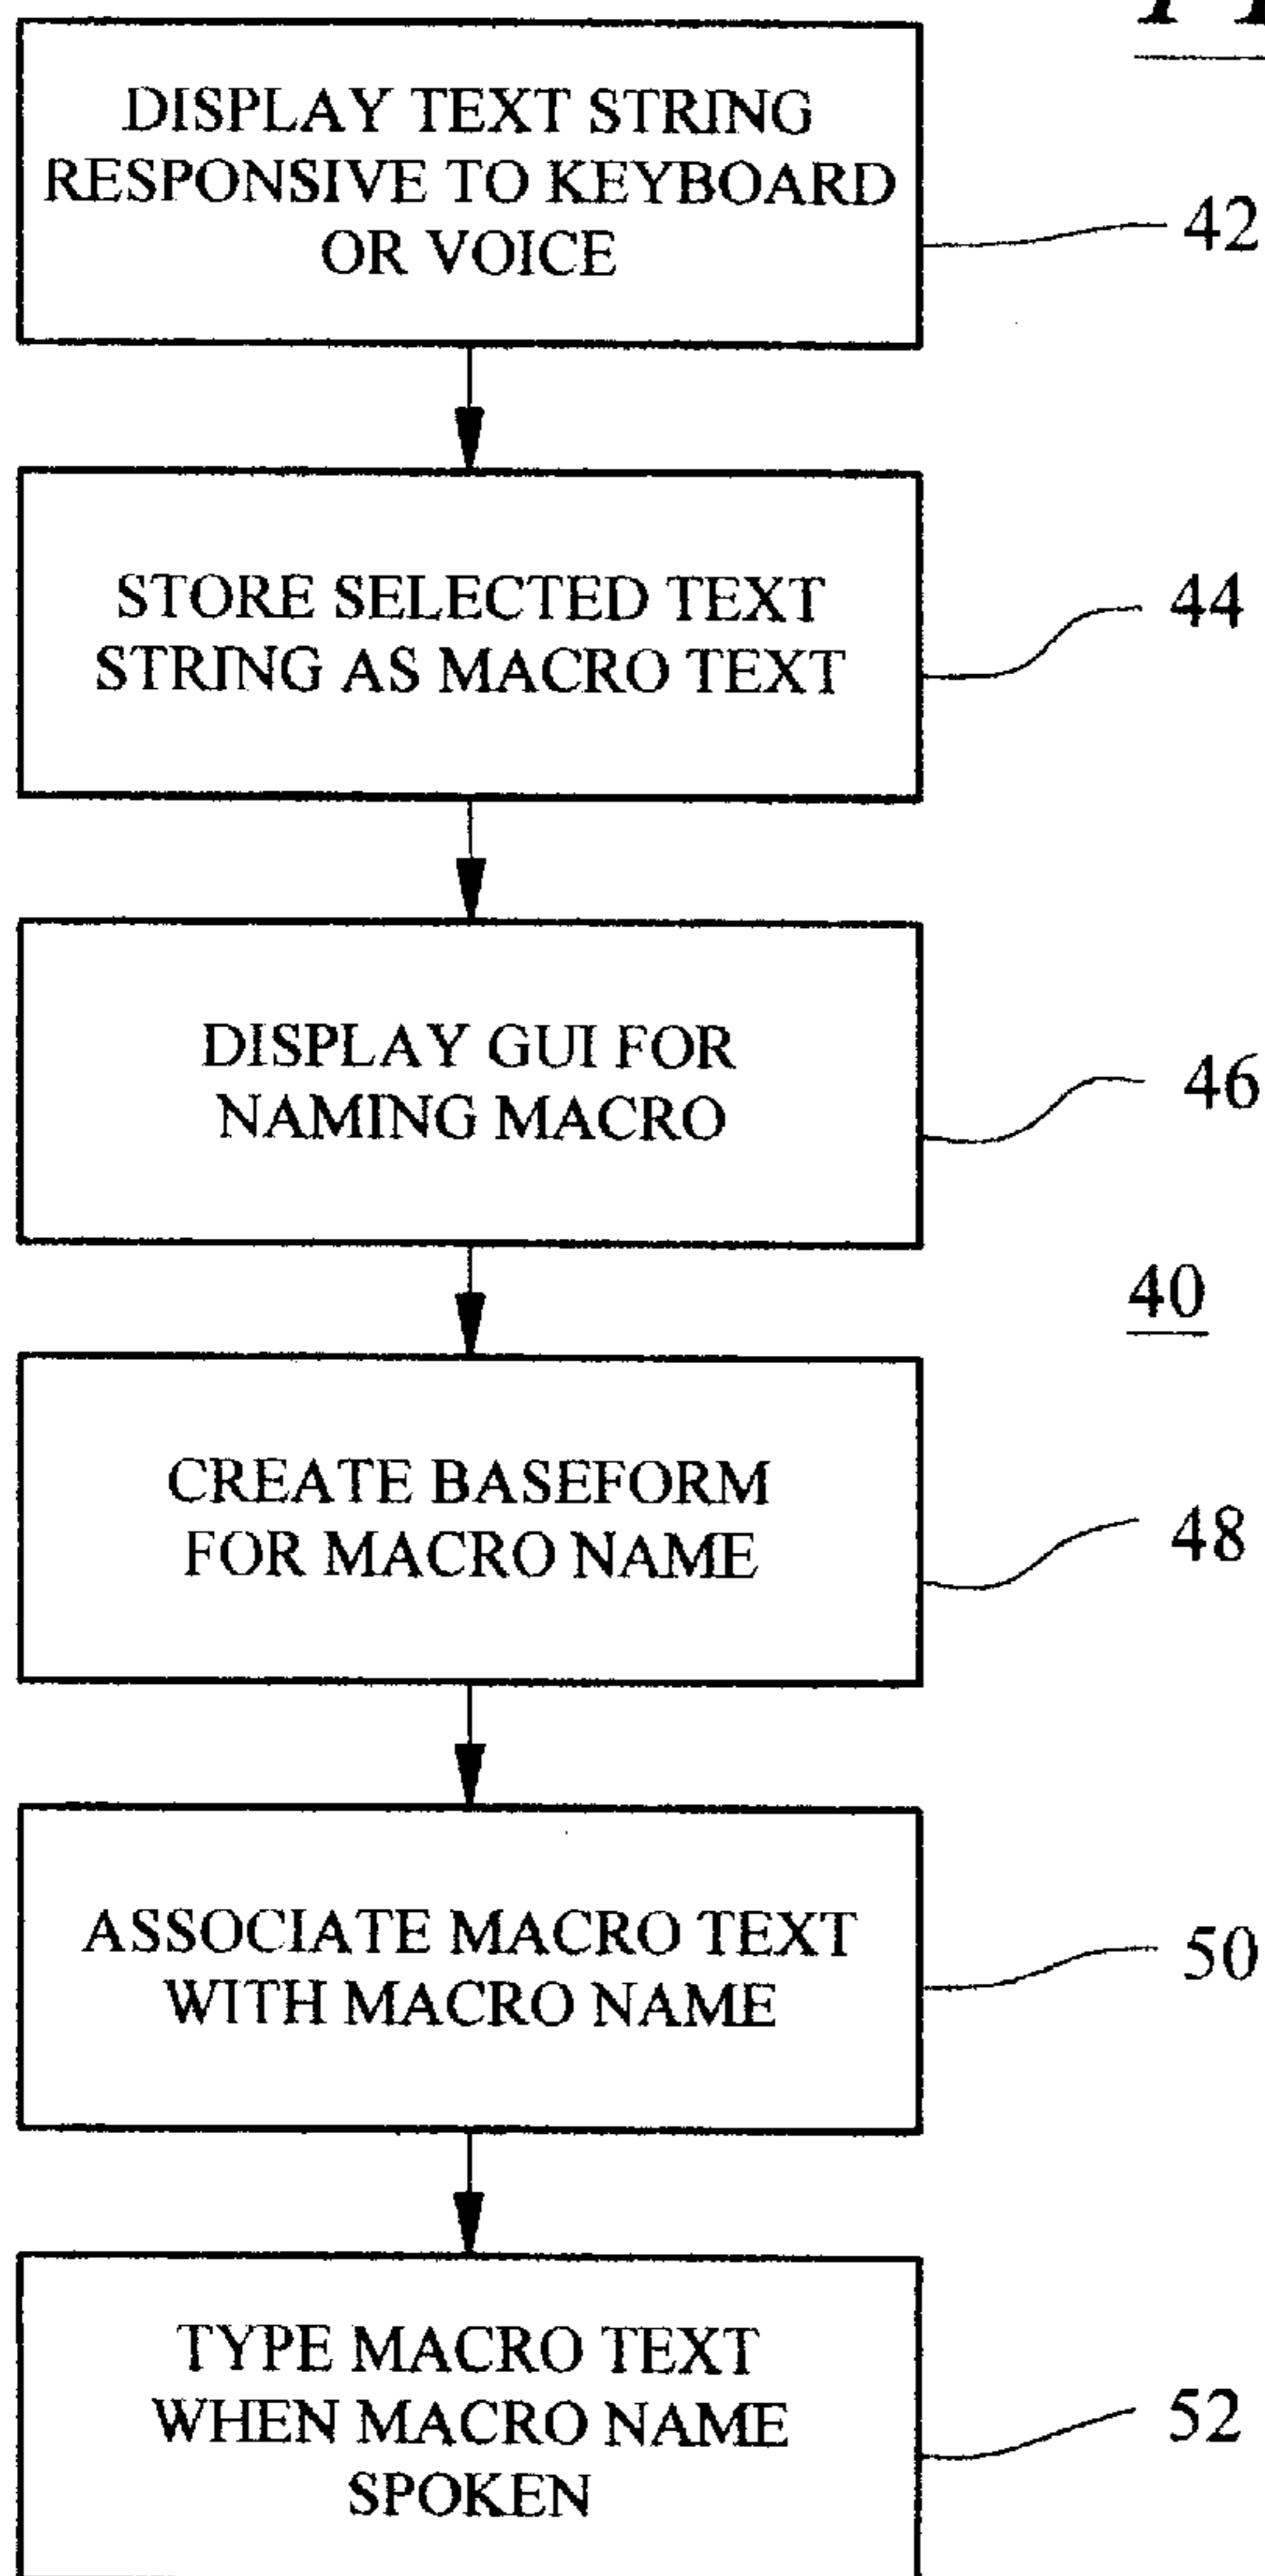 DISPLAY TEXT STRING
RESPONSIVE TO KEYBOARD
OR VOICE
42
STORE SELECTED TEXT
STRING AS MACRO TEXT
44
DISPLAY GUI FOR
NAMING MACRO
46
40
CREATE BASEFORM
FOR MACRO NAME
48
ASSOCIATE MACRO TEXT
WITH MACRO NAME
50
TYPE MACRO TEXT
WHEN MACRO NAME
SPOKEN
52